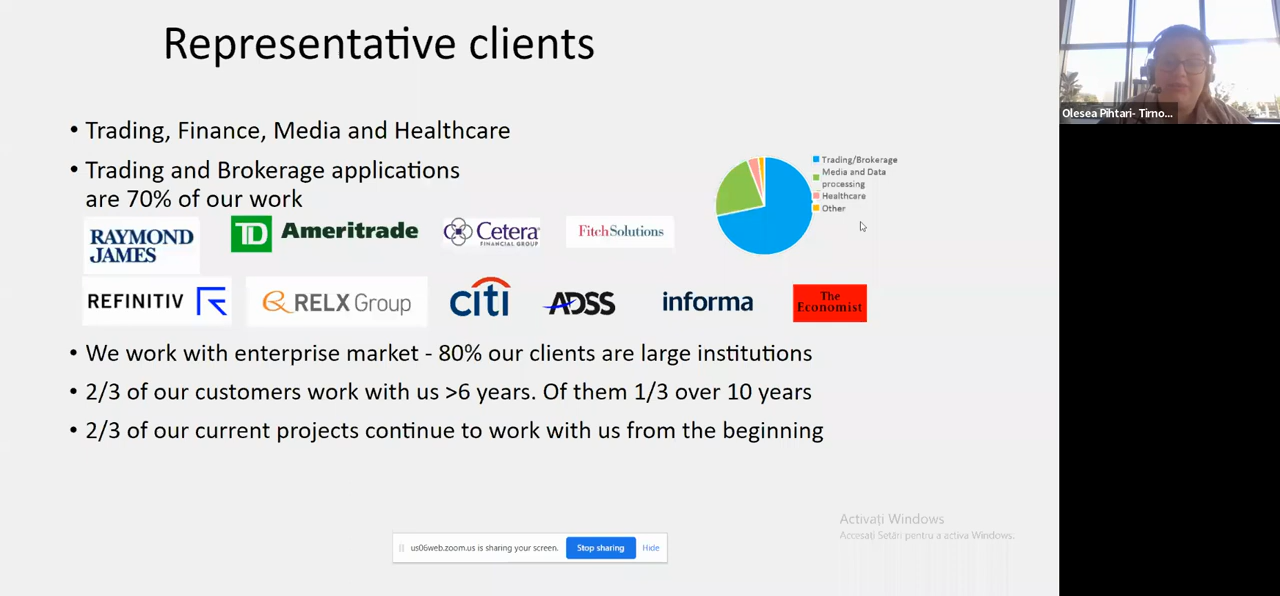 Representative clients
Olesea Pihtari- Timo...
• Trading, Finance, Media and Healthcare
• Trading and Brokerage applications
are 70% of our work
Trading/Brokerage
Media and Data
processing
Healthcare
Other
RAYMOND
JAMES
TD Ameritrade
Cetera
FINANCIAL GROUP
FitchSolutions
REFINITIV
RELX Group
citi
ADSS
informa
The
Economist
• We work with enterprise market - 80% our clients are large institutions
• 2/3 of our customers work with us >6 years. Of them 1/3 over 10 years
• 2/3 of our current projects continue to work with us from the beginning
Activați Windows
Accesați Setări pentru a activa Windows.
us06web.zoom.us is sharing your screen.
Stop sharing
Hide